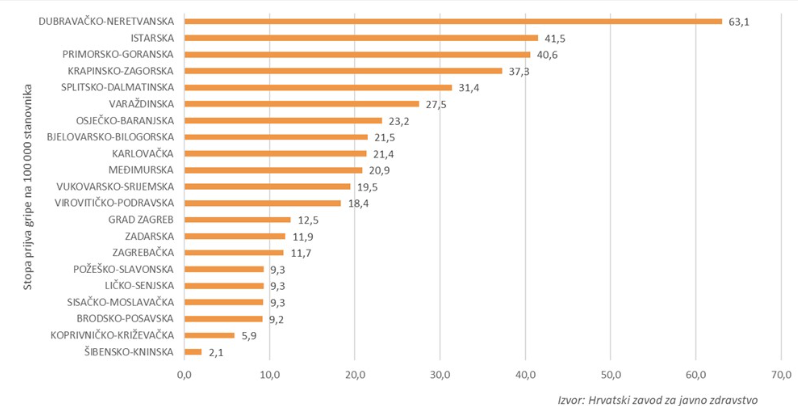 Stopa prijva gripe na 100 000 stanovnika
DUBRAVAČKO-NERETVANSKA 63,1
ISTARSKA 41,5
PRIMORSKO-GORANSKA 40,6
KRAPINSKO-ZAGORSKA 37,3
SPLITSKO-DALMATINSKA 31,4
VARAŽDINSKA 27,5
OSJEČKO-BARANJSKA 23,2
BJELOVARSKO-BILOGORSKA 21,5
KARLOVAČKA 21,4
MEĐIMURSKA 20,9
VUKOVARSKO-SRIJEMSKA 19,5
VIROVITIČKO-PODRAVSKA 18,4
GRAD ZAGREB 12,5
ZADARSKA 11,9
ZAGREBAČKA 11,7
POŽEŠKO-SLAVONSKA 9,3
LIČKO-SENJSKA 9,3
SISAČKO-MOSLAVAČKA 9,3
BRODSKO-POSAVSKA 9,2
KOPRIVNIČKO-KRIŽEVAČKA 5,9
ŠIBENSKO-KNINSKA 2,1
0,0 10,0 20,0 30,0 40,0 50,0 60,0 70,0
Izvor: Hrvatski zavod za javno zdravstvo